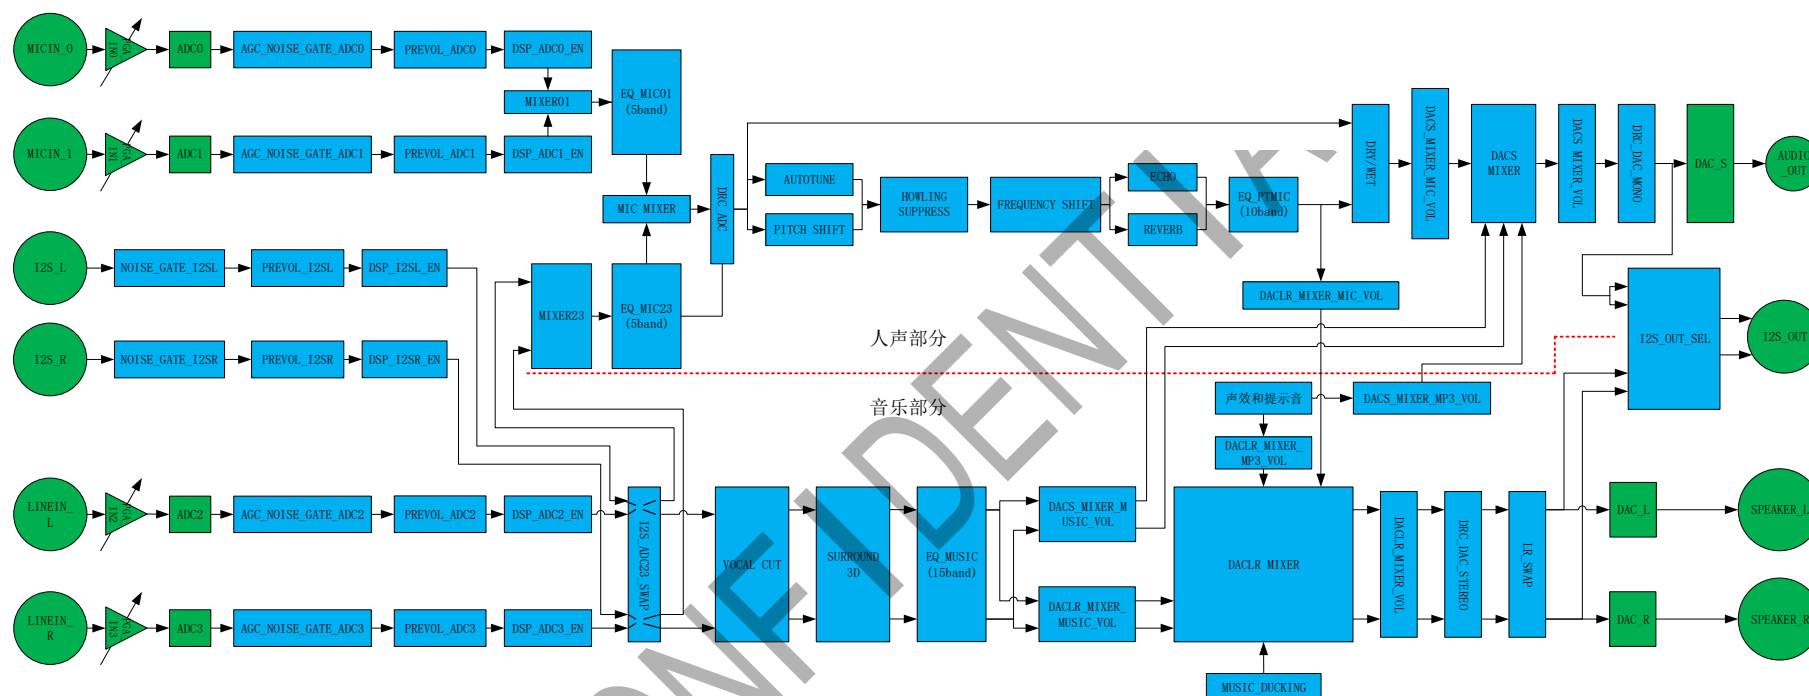 MICIN_0
PGA_IN0
ADC0
AGC_NOISE_GATE_ADC0
PREVOL_ADC0
DSP_ADC0_EN
MIXER01
EQ_MIC01
(5band)
MICIN_1
PGA_IN1
ADC1
AGC_NOISE_GATE_ADC1
PREVOL_ADC1
DSP_ADC1_EN
MIC MIXER
DRC_ADC
AUTOTUNE
PITCH SHIFT
HOWLING
SUPPRESS
FREQUENCY SHIFT
ECHO
REVERB
EQ_PTMIC
(10band)
DRY/WET
DACS_MIXER_MIC_VOL
DACS
MIXER
DACS_MIXER_VOL
DRC_DAC_MONO
DAC_S
AUDIO
_OUT
I2S_L
NOISE_GATE_I2SL
PREVOL_I2SL
DSP_I2SL_EN
MIXER23
EQ_MIC23
(5band)
DACLR_MIXER_MIC_VOL
I2S_R
NOISE_GATE_I2SR
PREVOL_I2SR
DSP_I2SR_EN
人声部分
I2S_OUT_SEL
I2S_OUT
音乐部分
声效和提示音
DACS_MIXER_MP3_VOL
DACLR_MIXER_
MP3_VOL
LINEIN_
L
PGA_IN2
ADC2
AGC_NOISE_GATE_ADC2
PREVOL_ADC2
DSP_ADC2_EN
I2S_ADC23_SWAP
VOCAL CUT
SURROUND
3D
EQ_MUSIC
(15band)
DACS_MIXER_M
USIC_VOL
DACLR MIXER
DACLR_MIXER_VOL
DRC_DAC_STEREO
LR_SWAP
DAC_L
SPEAKER_L
LINEIN_
R
PGA_IN3
ADC3
AGC_NOISE_GATE_ADC3
PREVOL_ADC3
DSP_ADC3_EN
DACLR_MIXER_
MUSIC_VOL
DAC_R
SPEAKER_R
MUSIC_DUCKING
ONFIDENTIA